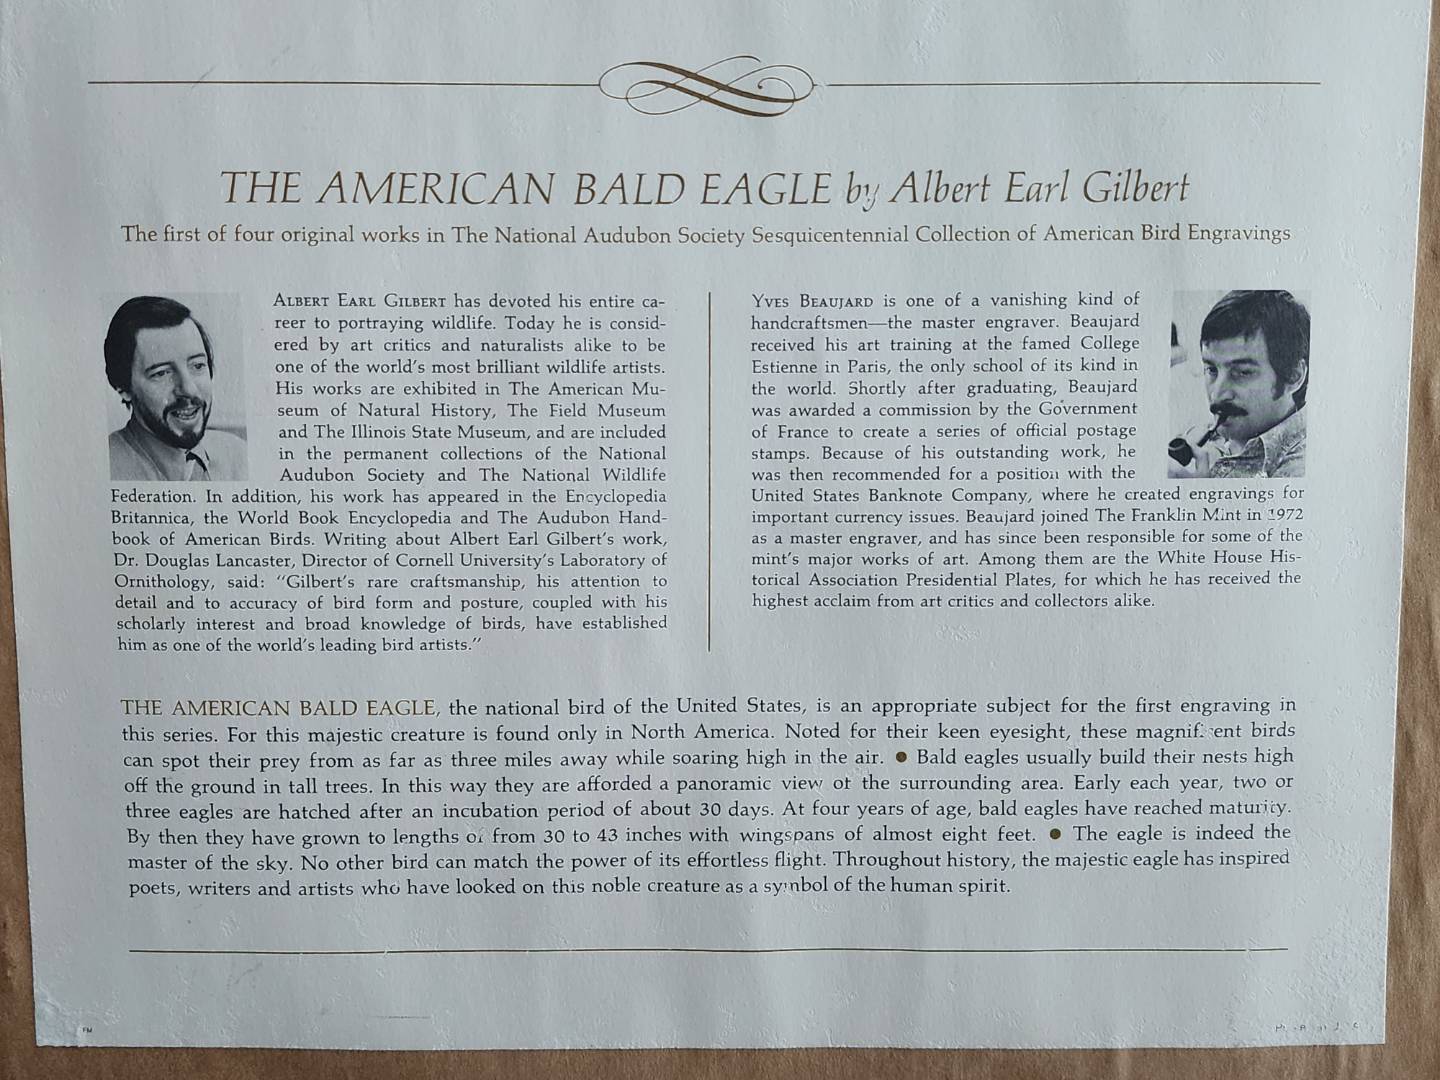 THE AMERICAN BALD EAGLE by Albert Earl Gilbert
The first of four original works in The National Audubon Society Sesquicentennial Collection of American Bird Engravings
ALBERT EARL GILBERT has devoted his entire ca-
reer to portraying wildlife. Today he is consid-
ered by art critics and naturalists alike to be
one of the world's most brilliant wildlife artists.
His works are exhibited in The American Mu-
seum of Natural History, The Field Museum
and The Illinois State Museum, and are included
in the permanent collections of the National
Audubon Society and The National Wildlife
Federation. In addition, his work has appeared in the Encyclopedia
Britannica, the World Book Encyclopedia and The Audubon Hand-
book of American Birds. Writing about Albert Earl Gilbert's work,
Dr. Douglas Lancaster, Director of Cornell University's Laboratory of
Ornithology, said: "Gilbert's rare craftsmanship, his attention to
detail and to accuracy of bird form and posture, coupled with his
scholarly interest and broad knowledge of birds, have established
him as one of the world's leading bird artists."
YVES BEAUJARD is one of a vanishing kind of
handcraftsmen—the master engraver. Beaujard
received his art training at the famed College
Estienne in Paris, the only school of its kind in
the world. Shortly after graduating, Beaujard
was awarded a commission by the Government
of France to create a series of official postage
stamps. Because of his outstanding work, he
was then recommended for a position with the
United States Banknote Company, where he created engravings for
important currency issues. Beaujard joined The Franklin Mint in 1972
as a master engraver, and has since been responsible for some of the
mint's major works of art. Among them are the White House His-
torical Association Presidential Plates, for which he has received the
highest acclaim from art critics and collectors alike.
THE AMERICAN BALD EAGLE, the national bird of the United States, is an appropriate subject for the first engraving in
this series. For this majestic creature is found only in North America. Noted for their keen eyesight, these magnificent birds
can spot their prey from as far as three miles away while soaring high in the air. ● Bald eagles usually build their nests high
off the ground in tall trees. In this way they are afforded a panoramic view of the surrounding area. Early each year, two or
three eagles are hatched after an incubation period of about 30 days. At four years of age, bald eagles have reached maturity.
By then they have grown to lengths of from 30 to 43 inches with wingspans of almost eight feet. ● The eagle is indeed the
master of the sky. No other bird can match the power of its effortless flight. Throughout history, the majestic eagle has inspired
poets, writers and artists who have looked on this noble creature as a symbol of the human spirit.
FM